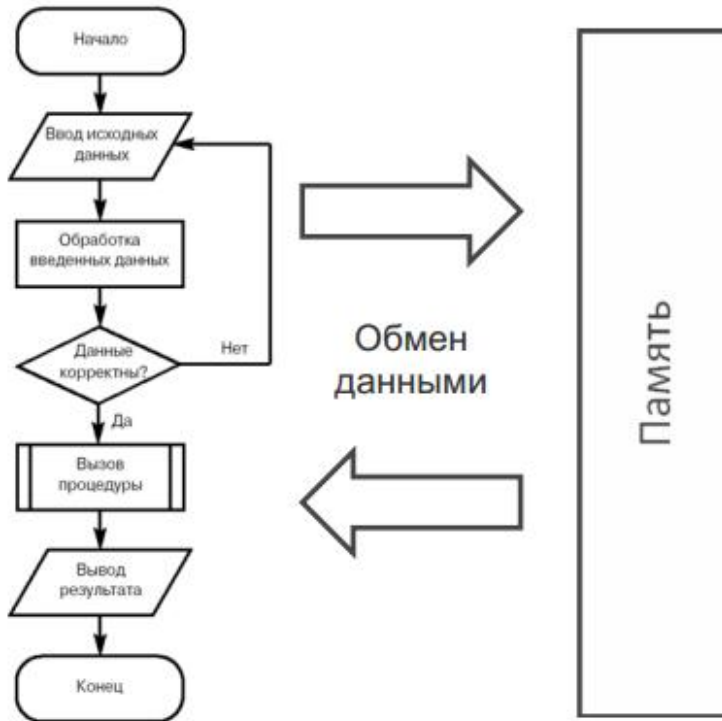 Начало
Ввод исходных
данных
Обработка
введенных данных
Данные
корректны?
Нет
Да
Вызов
процедуры
Вывод
результата
Конец
Обмен
данными
Память